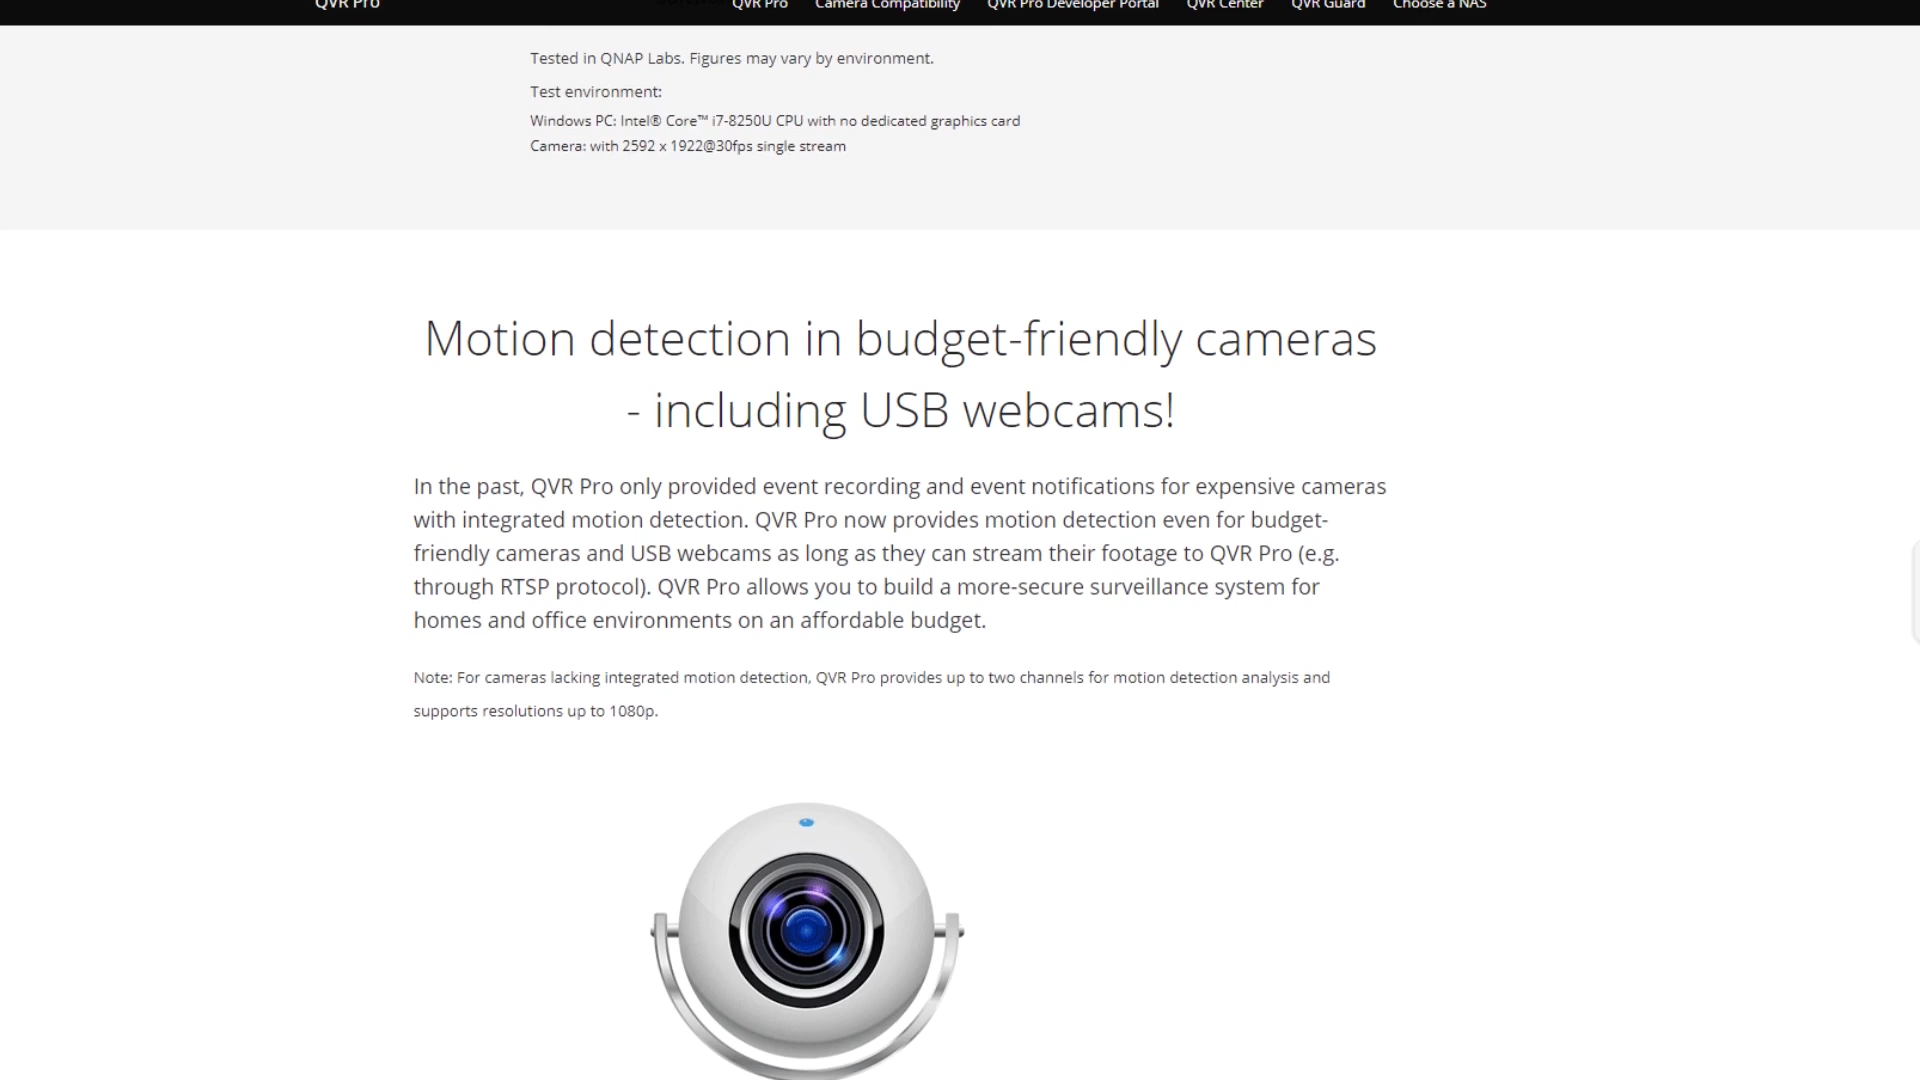 QVR Pro
QVR Pro Camera Compatibility QVR Pro Developer Portal QVR Center QVR Guard Choose a NAS
Tested in QNAP Labs. Figures may vary by environment.
Test environment:
Windows PC: Intel® Core™ i7-8250U CPU with no dedicated graphics card
Camera: with 2592 x 1922@30fps single stream
Motion detection in budget-friendly cameras
- including USB webcams!
In the past, QVR Pro only provided event recording and event notifications for expensive cameras
with integrated motion detection. QVR Pro now provides motion detection even for budget-
friendly cameras and USB webcams as long as they can stream their footage to QVR Pro (e.g.
through RTSP protocol). QVR Pro allows you to build a more-secure surveillance system for
homes and office environments on an affordable budget.
Note: For cameras lacking integrated motion detection, QVR Pro provides up to two channels for motion detection analysis and
supports resolutions up to 1080p.